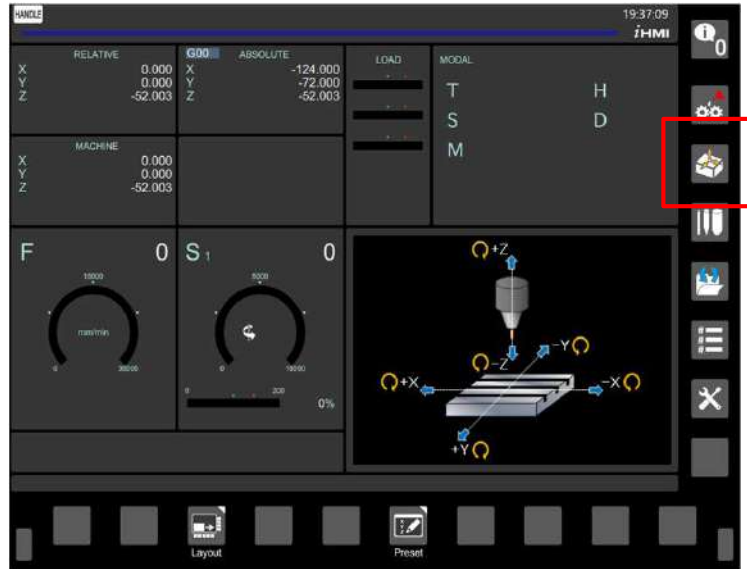 HANDLE
19:37:09
iHMI
0
RELATIVE
X 0.000
Y 0.000
Z -52.003
G00 ABSOLUTE
X -124.000
Y -72.000
Z -52.003
LOAD
MODAL
T H
S D
M
MACHINE
X 0.000
Y 0.000
Z -52.003
F 0
15000
mm/min
0 30000
S1 0
5000
0 10000
0 200
0%
+Z
-Y
-Z
+X
-X
+Y
Layout
Preset